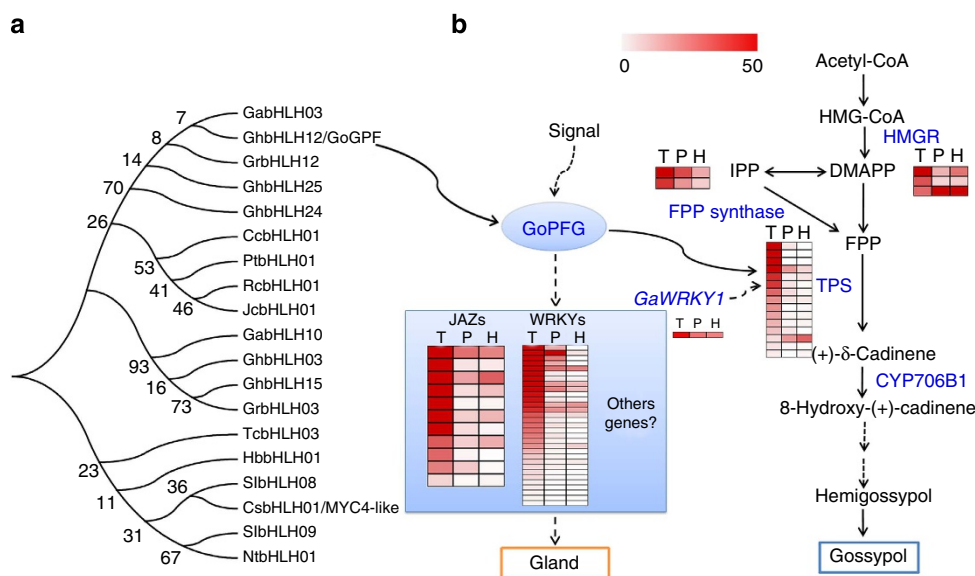 a
b
7
8
14
70
26
53
41
46
93
16
73
23
11
36
31
67
GabHLH03
GhbHLH12/GoGPF
GrbHLH12
GhbHLH25
GhbHLH24
CcbHLH01
PtbHLH01
RcbHLH01
JcbHLH01
GabHLH10
GhbHLH03
GhbHLH15
GrbHLH03
TcbHLH03
HbbHLH01
SlbHLH08
CsbHLH01/MYC4-like
SlbHLH09
NtbHLH01
0
50
Signal
GoPFG
JAZs
T P H
WRKYs
T P H
Others
genes?
Gland
Acetyl-CoA
HMG-CoA
HMGR
T P H
T P H
IPP
DMAPP
FPP synthase
FPP
T P H
TPS
GaWRKY1
T P H
(+)-δ-Cadinene
CYP706B1
8-Hydroxy-(+)-cadinene
Hemigossypol
Gossypol